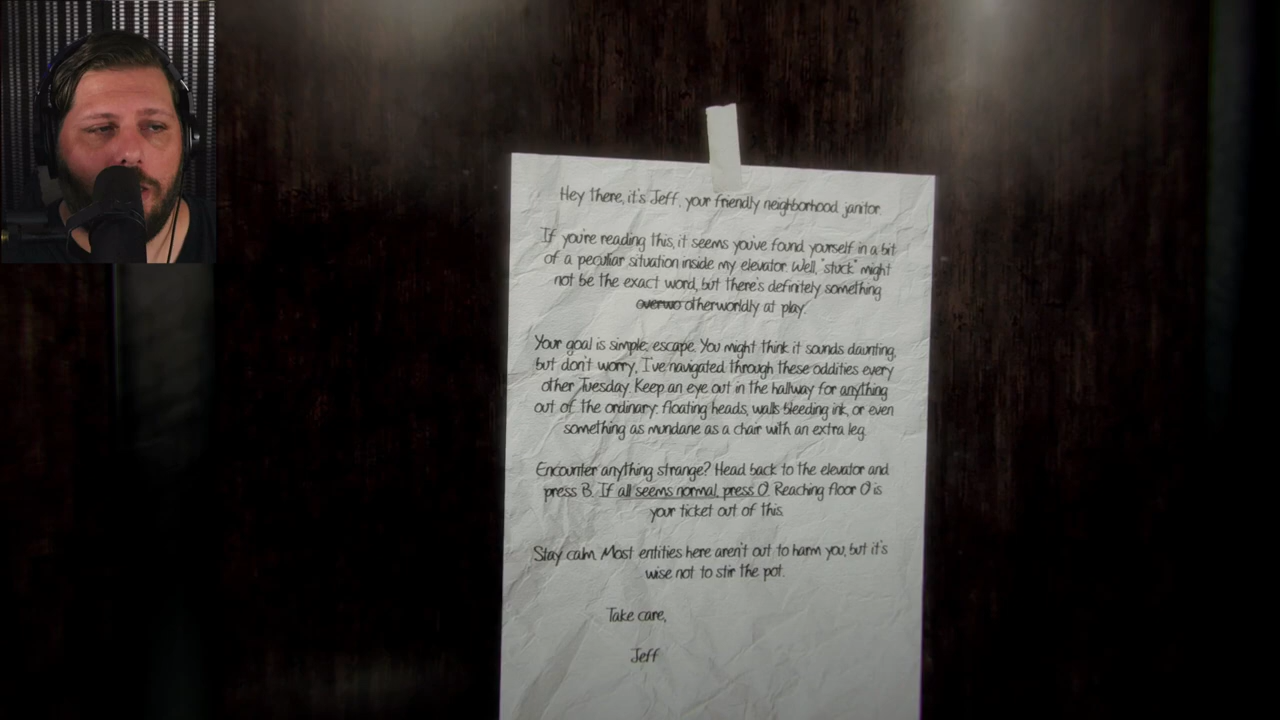 Hey there, it's Jeff, your friendly neighborhood janitor.
If you're reading this, it seems you've found yourself in a bit
of a peculiar situation inside my elevator. Well, "stuck" might
not be the exact word, but there's definitely something
overwo otherworldly at play.
Your goal is simple: escape. You might think it sounds daunting,
but don't worry, I've navigated through these oddities every
other Tuesday. Keep an eye out in the hallway for anything
out of the ordinary: floating heads, walls bleeding ink, or even
something as mundane as a chair with an extra leg.
Encounter anything strange? Head back to the elevator and
press B. If all seems normal, press O. Reaching floor O is
your ticket out of this.
Stay calm. Most entities here aren't out to harm you, but it's
wise not to stir the pot.
Take care,
Jeff